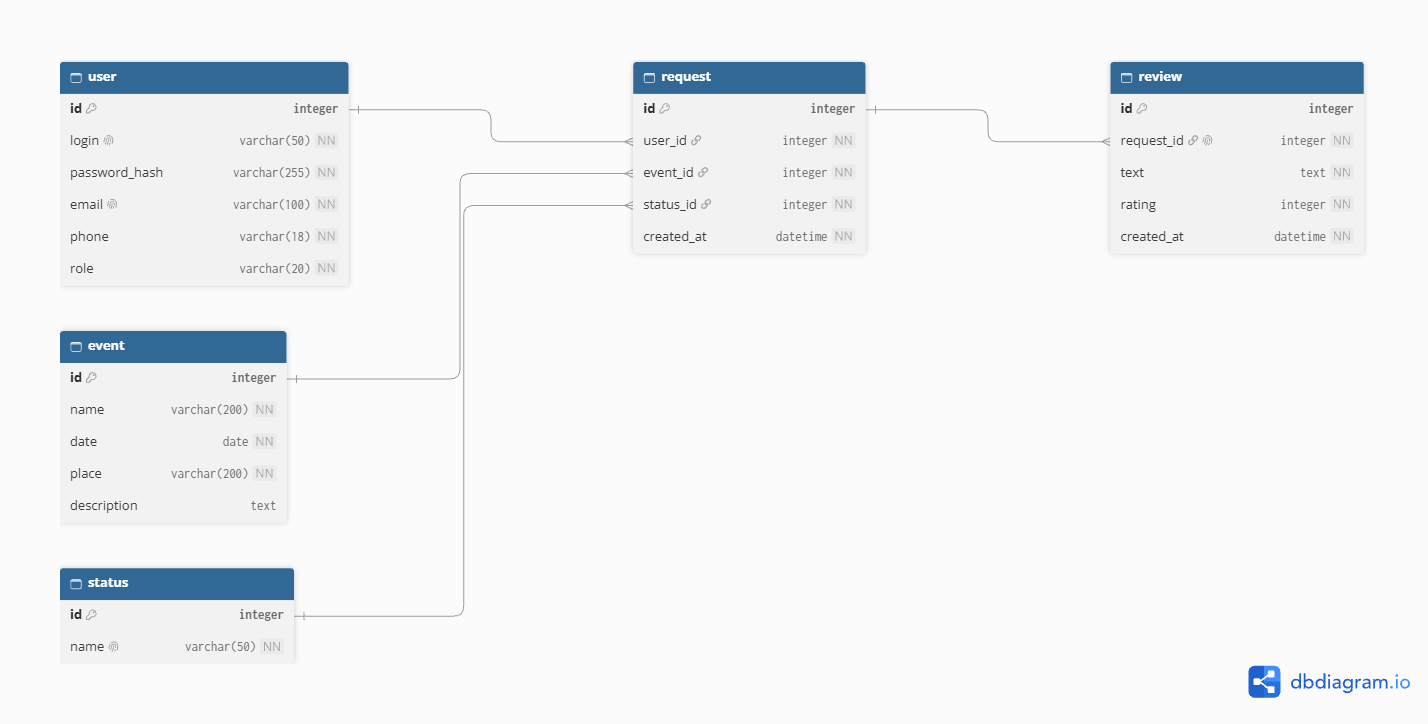 user
id integer
login varchar(50) NN
password_hash varchar(255) NN
email varchar(100) NN
phone varchar(18) NN
role varchar(20) NN
event
id integer
name varchar(200) NN
date date NN
place varchar(200) NN
description text
status
id integer
name varchar(50) NN
request
id integer
user_id integer NN
event_id integer NN
status_id integer NN
created_at datetime NN
review
id integer
request_id integer NN
text text NN
rating integer NN
created_at datetime NN
dbdiagram.io